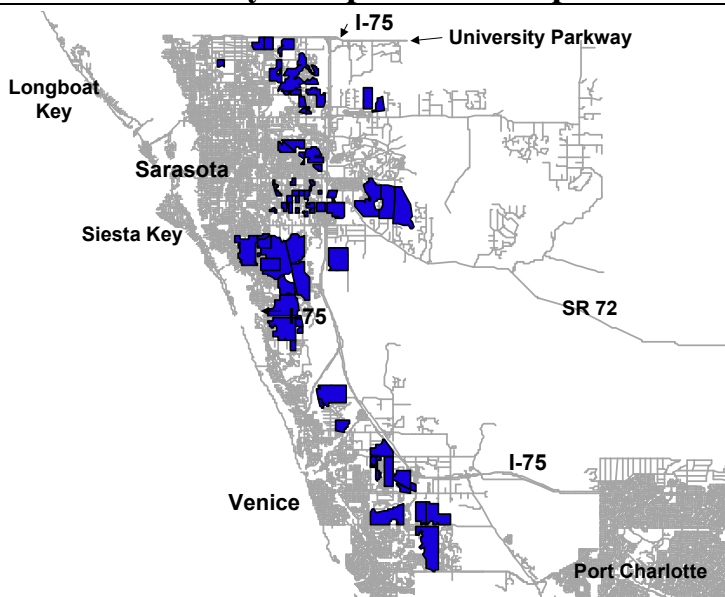 I-75
University Parkway
Longboat
Key
Sarasota
Siesta Key
SR 72
I-75
I-75
Venice
Port Charlotte